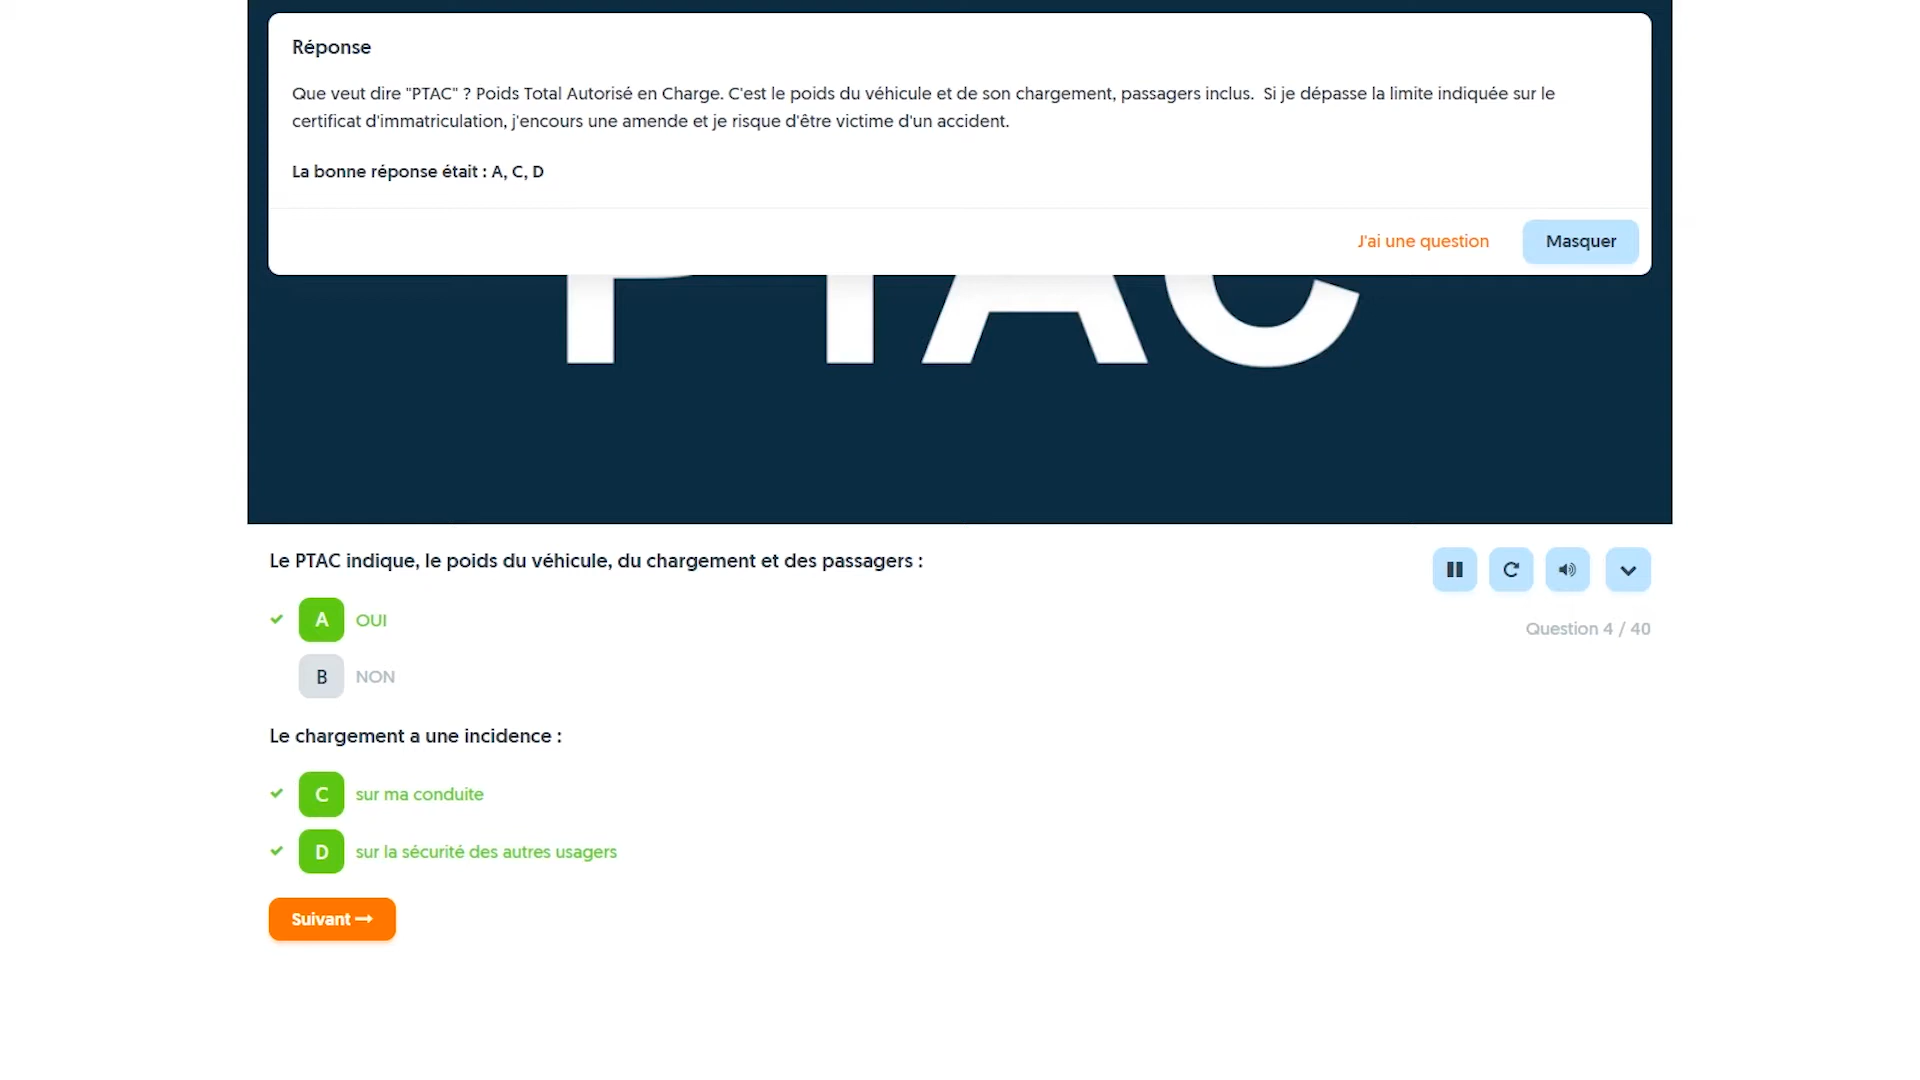 Réponse
Que veut dire "PTAC" ? Poids Total Autorisé en Charge. C'est le poids du véhicule et de son chargement, passagers inclus.  Si je dépasse la limite indiquée sur le
certificat d'immatriculation, j'encours une amende et je risque d'être victime d'un accident.
La bonne réponse était : A, C, D
J'ai une question
Masquer
PTAC
Le PTAC indique, le poids du véhicule, du chargement et des passagers :
A OUI
Question 4 / 40
B NON
Le chargement a une incidence :
C sur ma conduite
D sur la sécurité des autres usagers
Suivant →